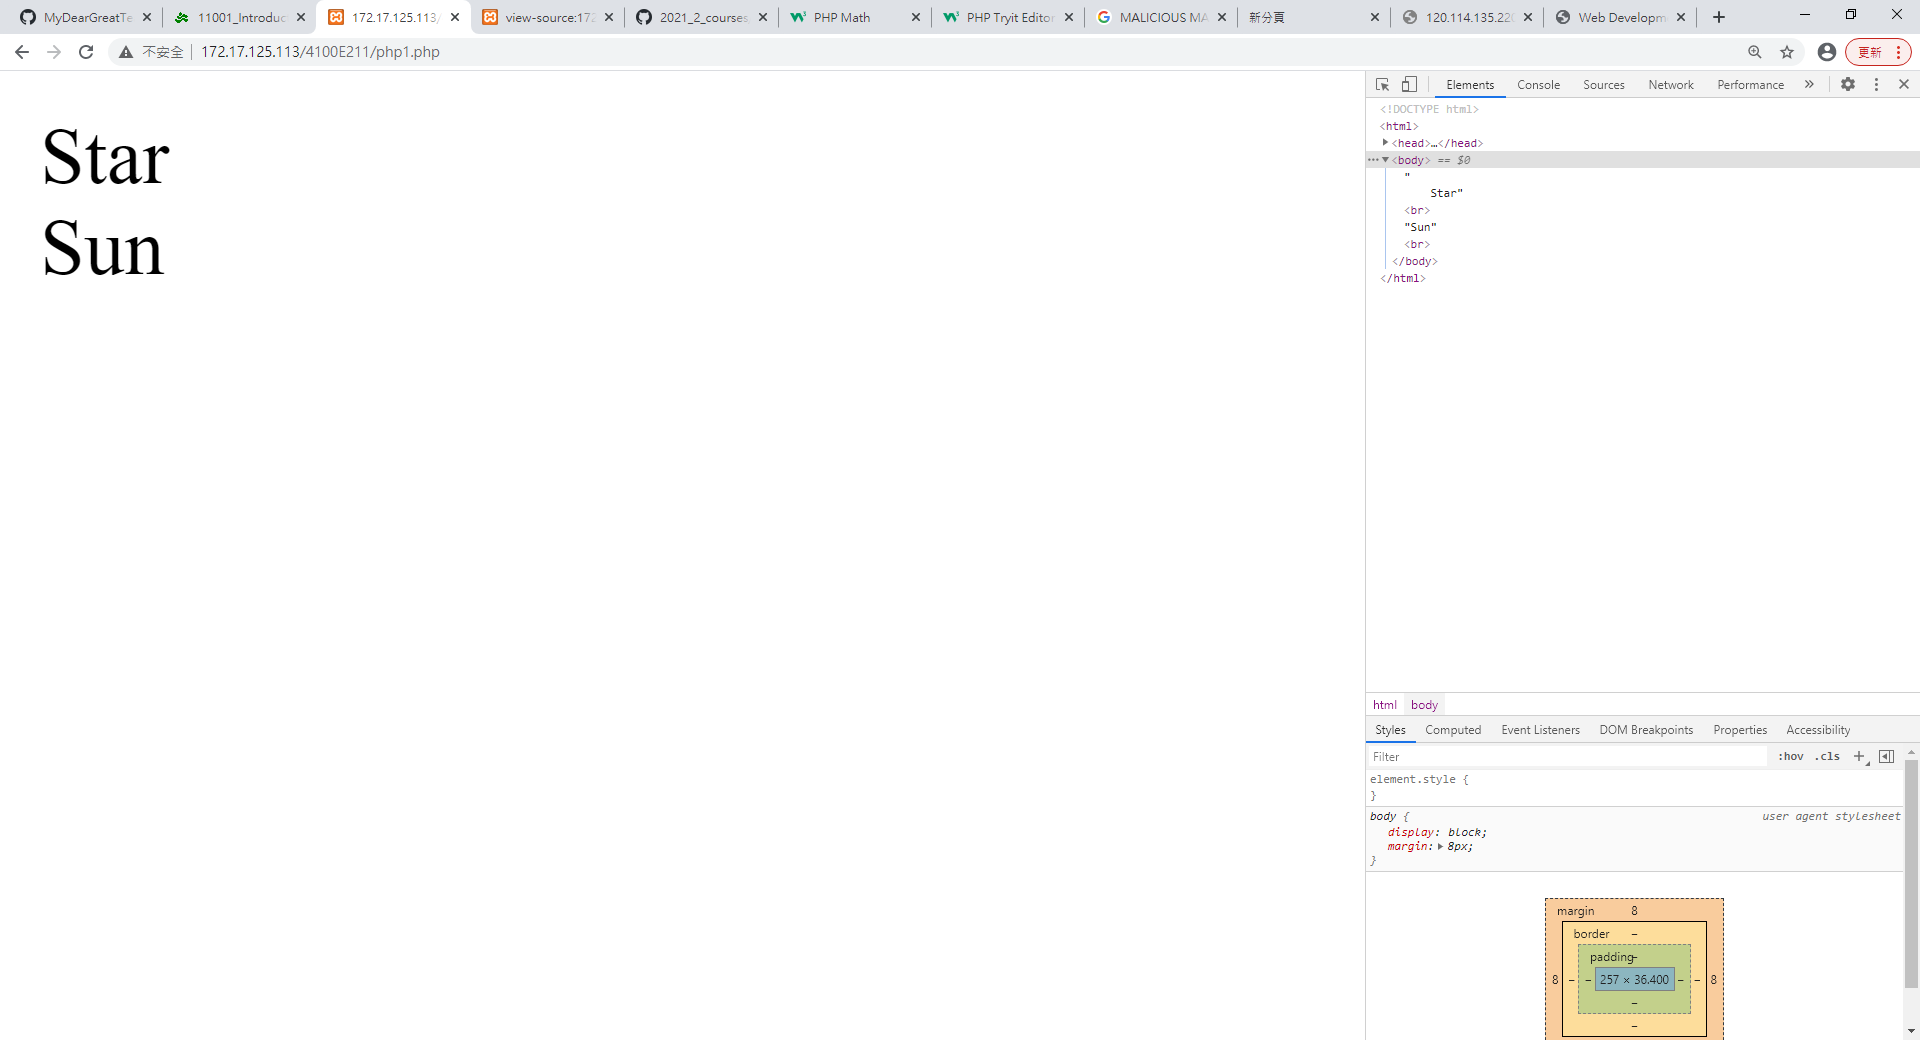 MyDearGreatTe
11001_Introduc
172.17.125.113/
view-source:172
2021_2_courses
PHP Math
PHP Tryit Editor
MALICIOUS MA
新分頁
120.114.135.220
Web Developm
不安全
172.17.125.113/4100E211/php1.php
更新
Star
Sun
Elements
Console
Sources
Network
Performance
»
<!DOCTYPE html>
<html>
<head>…</head>
<body> == $0
"
Star"
<br>
"Sun"
<br>
</body>
</html>
html
body
Styles
Computed
Event Listeners
DOM Breakpoints
Properties
Accessibility
Filter
:hov
.cls
+
element.style {
}
body {
user agent stylesheet
display: block;
margin: 8px;
}
margin 8
border –
padding –
8 – – 257 × 36.400 – – 8
–
–